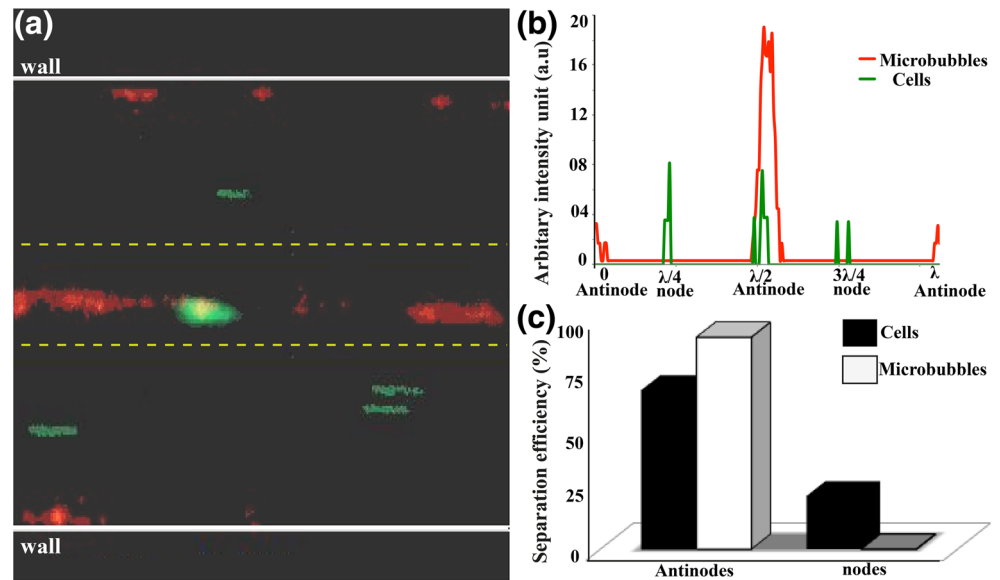 (a)
wall
wall
(b)
Arbitary intensity unit (a.u)
20
16
12
08
04
0
Microbubbles
Cells
0 λ/4 λ/2 3λ/4 λ
Antinode node Antinode node Antinode
(c)
Separation efficiency (%)
100
75
50
25
0
Cells
Microbubbles
Antinodes nodes